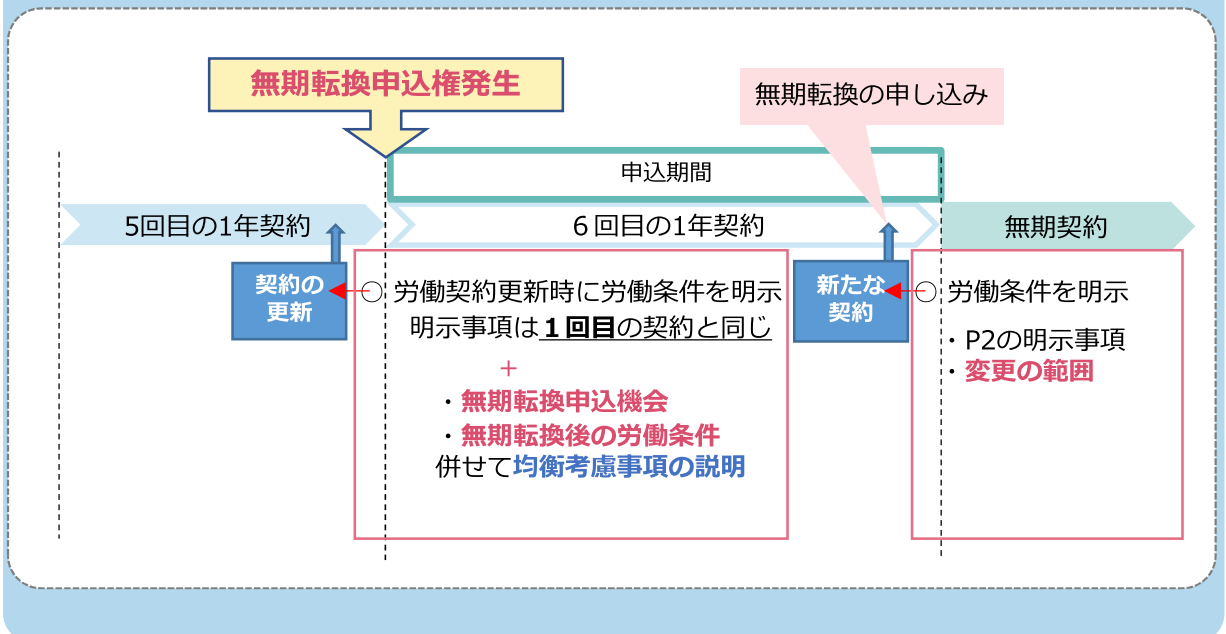 無期転換申込権発生
無期転換の申し込み
申込期間
5回目の1年契約
６回目の1年契約
無期契約
契約の
更新
○ 労働契約更新時に労働条件を明示
明示事項は１回目の契約と同じ
＋
・無期転換申込機会
・無期転換後の労働条件
併せて均衡考慮事項の説明
新たな
契約
○ 労働条件を明示
・P2の明示事項
・変更の範囲